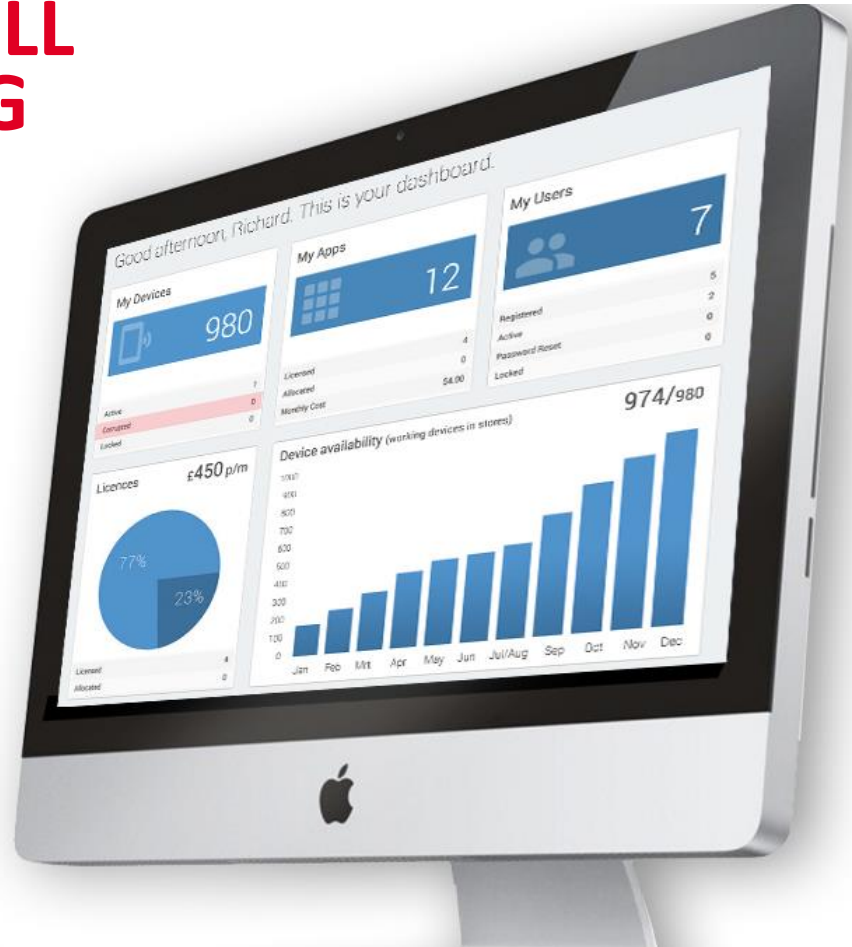 LL
G
Good afternoon, Richard. This is your dashboard.
My Devices
980
Active 7
Corrupted 0
Locked 0
My Apps
12
Licensed 4
Allocated 0
Monthly Cost $4.00
My Users
7
Registered 5
Active 2
Password Reset 0
Locked 0
Licences £450 p/m
77%
23%
Licensed 4
Allocated 0
Device availability (working devices in stores) 974/980
1000
900
800
700
600
500
400
300
200
100
0
Jan Feb Mrt Apr May Jun Jul/Aug Sep Oct Nov Dec